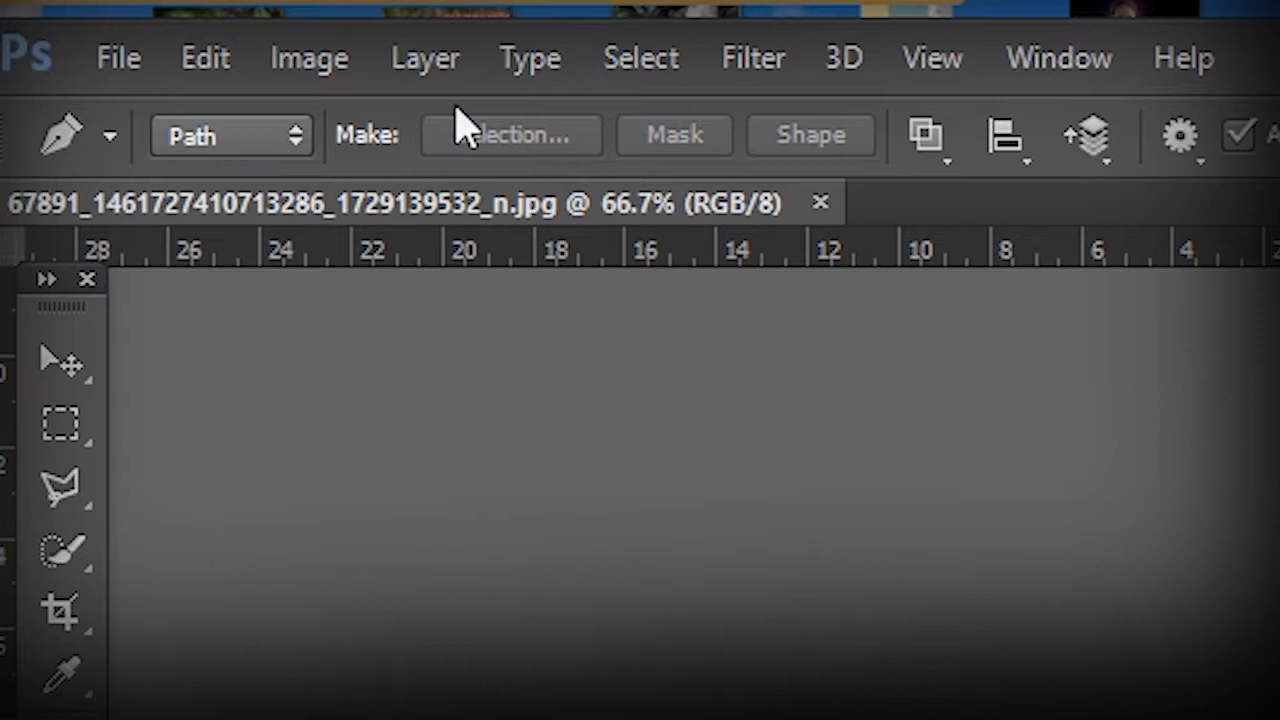 Ps File Edit Image Layer Type Select Filter 3D View Window Help
Path Make: Mask Shape
67891_1461727410713286_1729139532_n.jpg @ 66.7% (RGB/8) ×
28 26 24 22 20 18 16 14 12 10 8 6 4